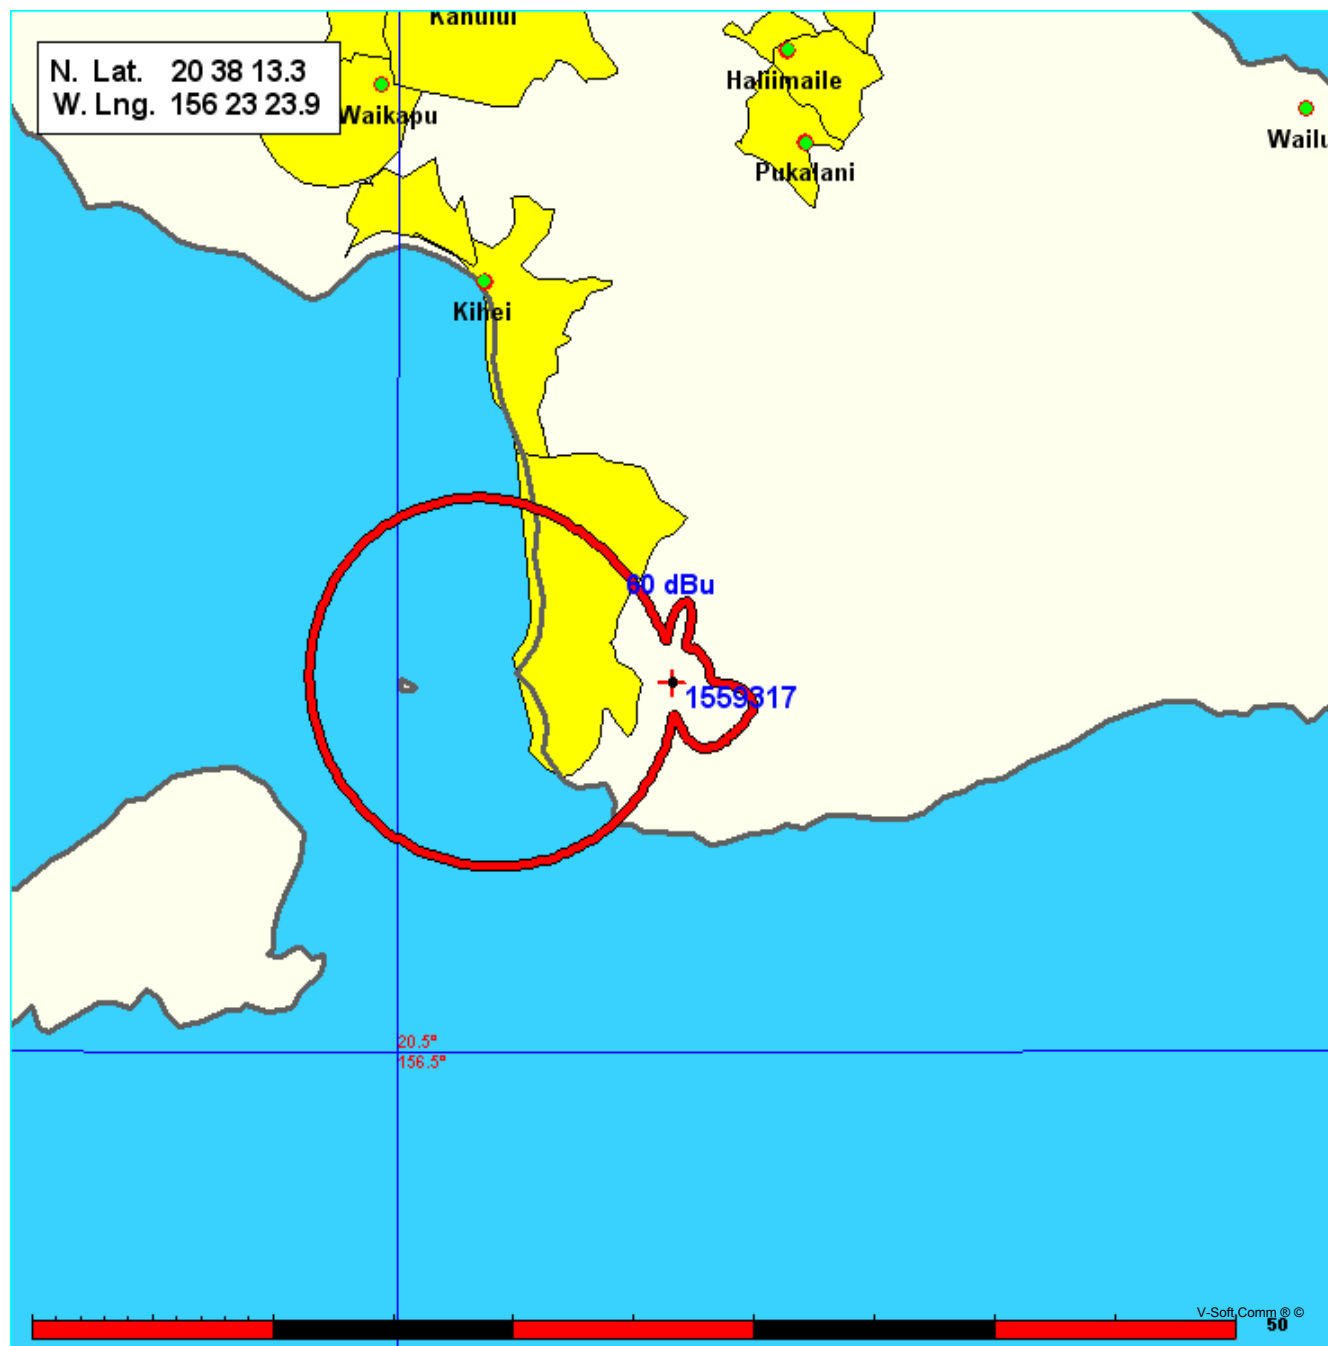 Kahului
N. Lat. 20 38 13.3
W. Lng. 156 23 23.9
Haliimaile
Waikapu
Wailu
Pukalani
Kihei
60 dBu
1559317
20.5°
156.5°
V-Soft Comm ® ©
50